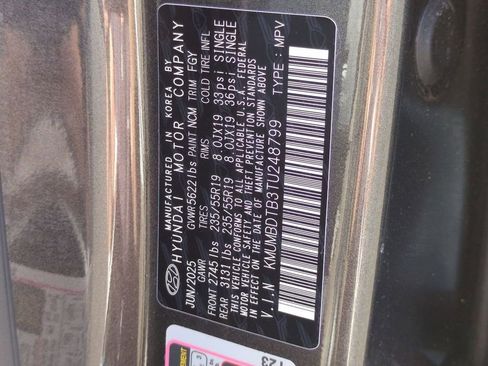 MANUFACTURED IN KOREA BY
HYUNDAI MOTOR COMPANY
JUN/2025 GVWR 5622lbs PAINT NCM TRIM FGY
GAWR TIRES RIMS COLD TIRE INFL
FRONT 2745 lbs 235/55R19 8.0JX19 33psi SINGLE
REAR 3131 lbs 235/55R19 8.0JX19 36psi SINGLE
THIS VEHICLE CONFORMS TO ALL APPLICABLE U.S.A. FEDERAL
MOTOR VEHICLE SAFETY AND THEFT PREVENTION STANDARDS
IN EFFECT ON THE DATE OF MANUFACTURE SHOWN ABOVE
V.I.N KMUMBDTB3TU248799 TYPE : MPV
123